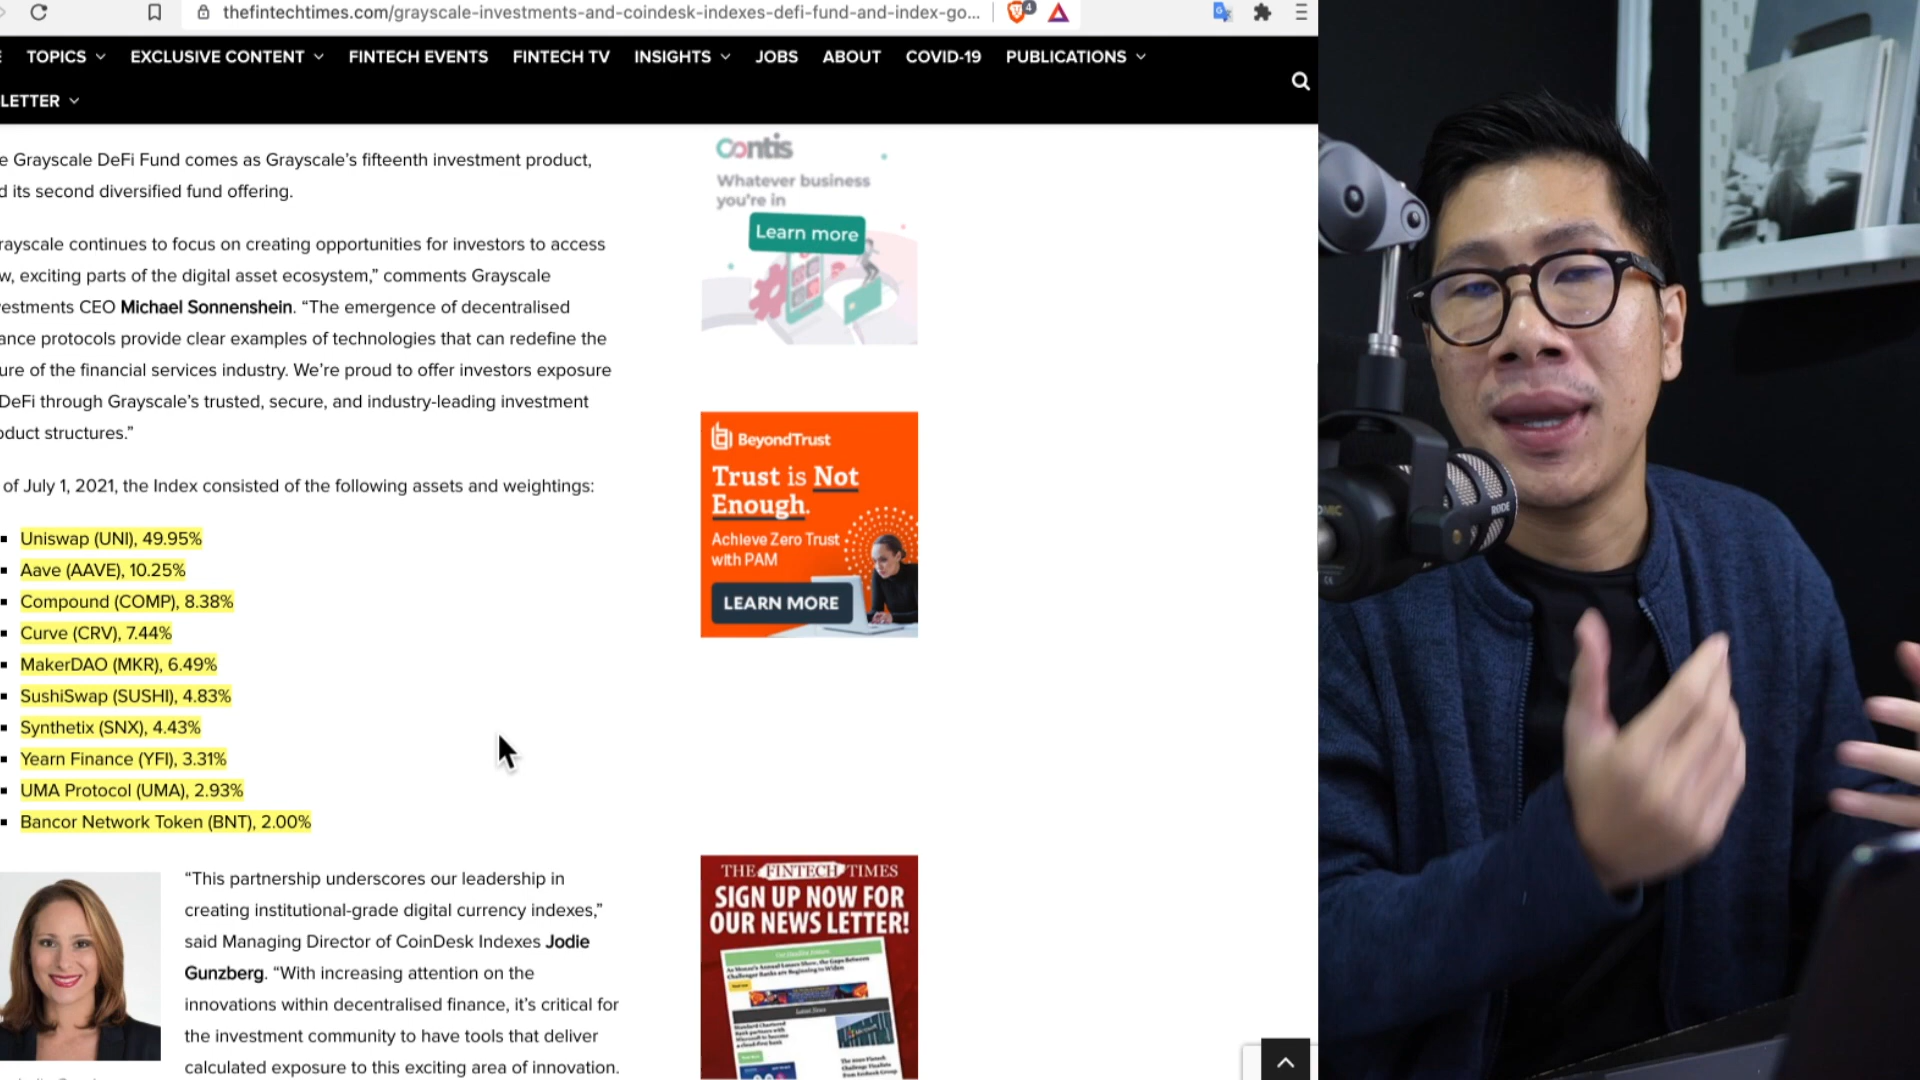 thefintechtimes.com/grayscale-investments-and-coindesk-indexes-defi-fund-and-index-go...
4
TOPICS
EXCLUSIVE CONTENT
FINTECH EVENTS
FINTECH TV
INSIGHTS
JOBS
ABOUT
COVID-19
PUBLICATIONS
LETTER
e Grayscale DeFi Fund comes as Grayscale’s fifteenth investment product,
d its second diversified fund offering.
rayscale continues to focus on creating opportunities for investors to access
w, exciting parts of the digital asset ecosystem,” comments Grayscale
vestments CEO Michael Sonnenshein. “The emergence of decentralised
ance protocols provide clear examples of technologies that can redefine the
ure of the financial services industry. We’re proud to offer investors exposure
DeFi through Grayscale’s trusted, secure, and industry-leading investment
oduct structures.”
of July 1, 2021, the Index consisted of the following assets and weightings:
Uniswap (UNI), 49.95%
Aave (AAVE), 10.25%
Compound (COMP), 8.38%
Curve (CRV), 7.44%
MakerDAO (MKR), 6.49%
SushiSwap (SUSHI), 4.83%
Synthetix (SNX), 4.43%
Yearn Finance (YFI), 3.31%
UMA Protocol (UMA), 2.93%
Bancor Network Token (BNT), 2.00%
“This partnership underscores our leadership in
creating institutional-grade digital currency indexes,”
said Managing Director of CoinDesk Indexes Jodie
Gunzberg. “With increasing attention on the
innovations within decentralised finance, it’s critical for
the investment community to have tools that deliver
calculated exposure to this exciting area of innovation.
Contis
Whatever business
you’re in
Learn more
BeyondTrust
Trust is Not
Enough.
Achieve Zero Trust
with PAM
LEARN MORE
THE FINTECH TIMES
SIGN UP NOW FOR
OUR NEWS LETTER!
RODE